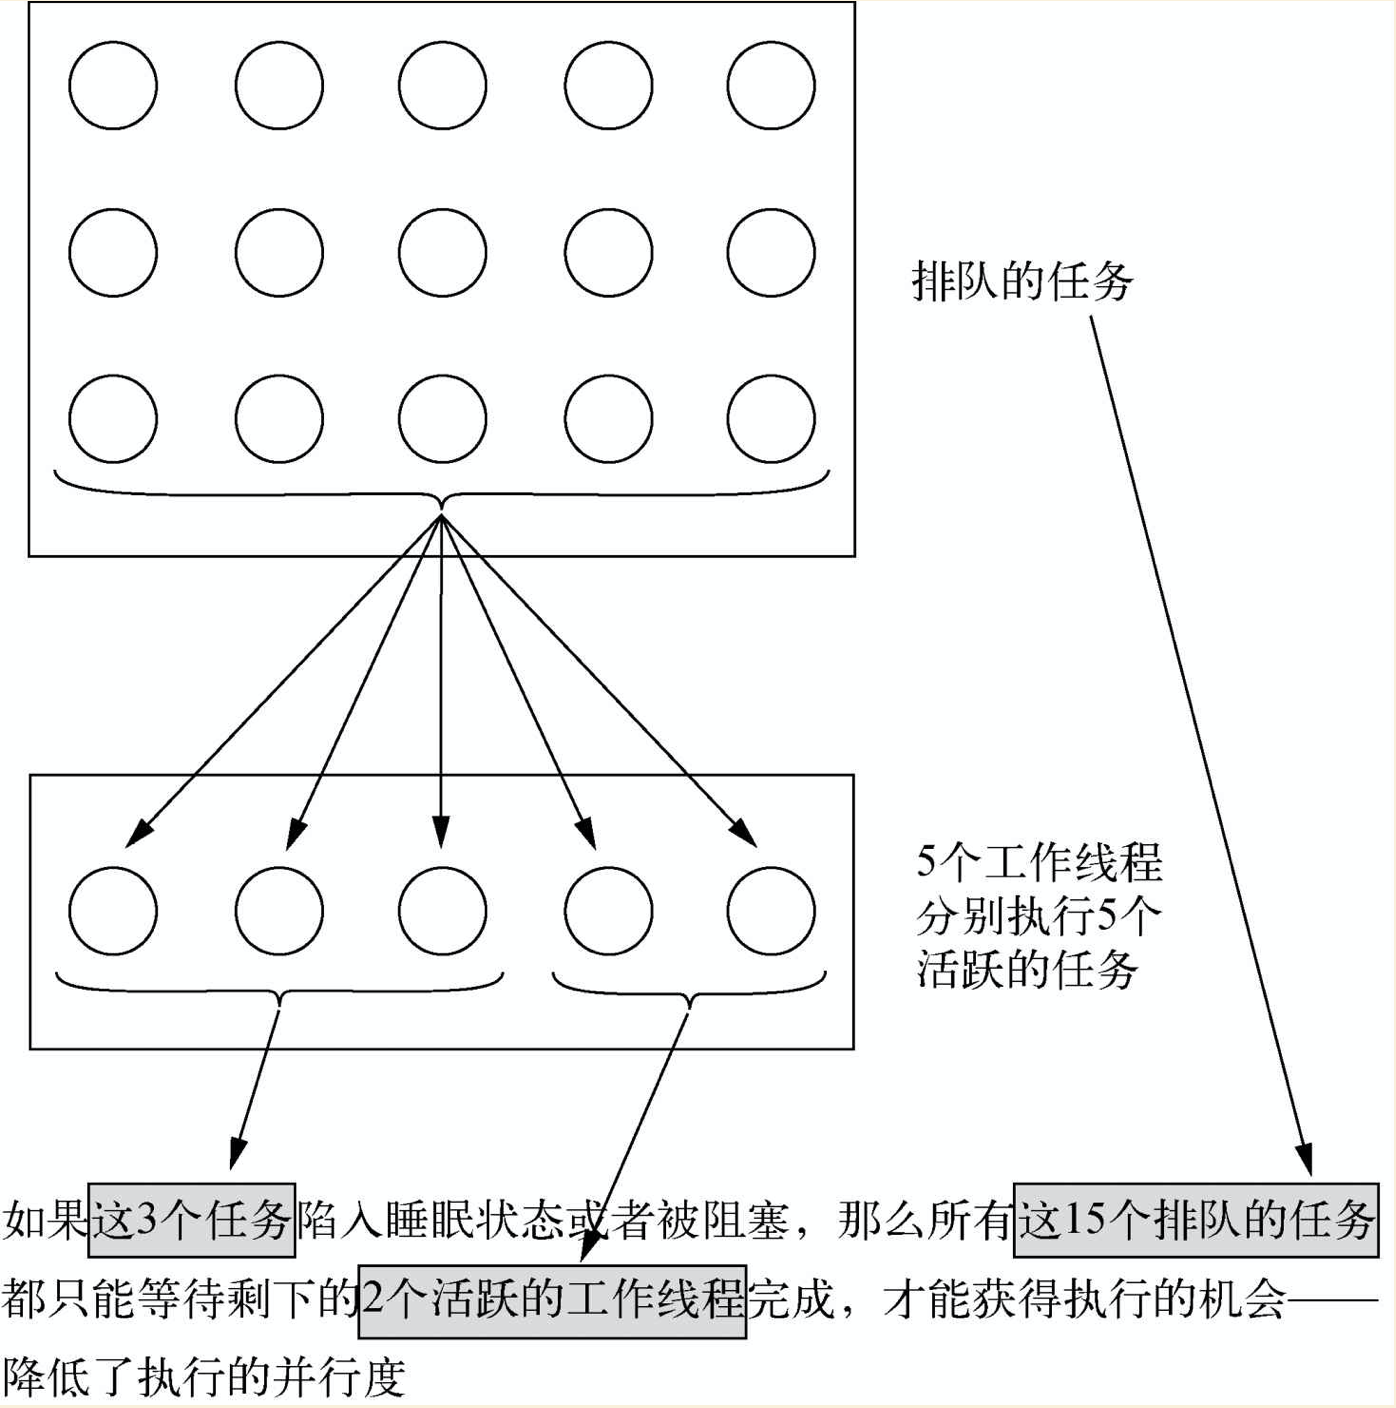 排队的任务
5个工作线程
分别执行5个
活跃的任务
如果这3个任务陷入睡眠状态或者被阻塞，那么所有这15个排队的任务
都只能等待剩下的2个活跃的工作线程完成，才能获得执行的机会——
降低了执行的并行度